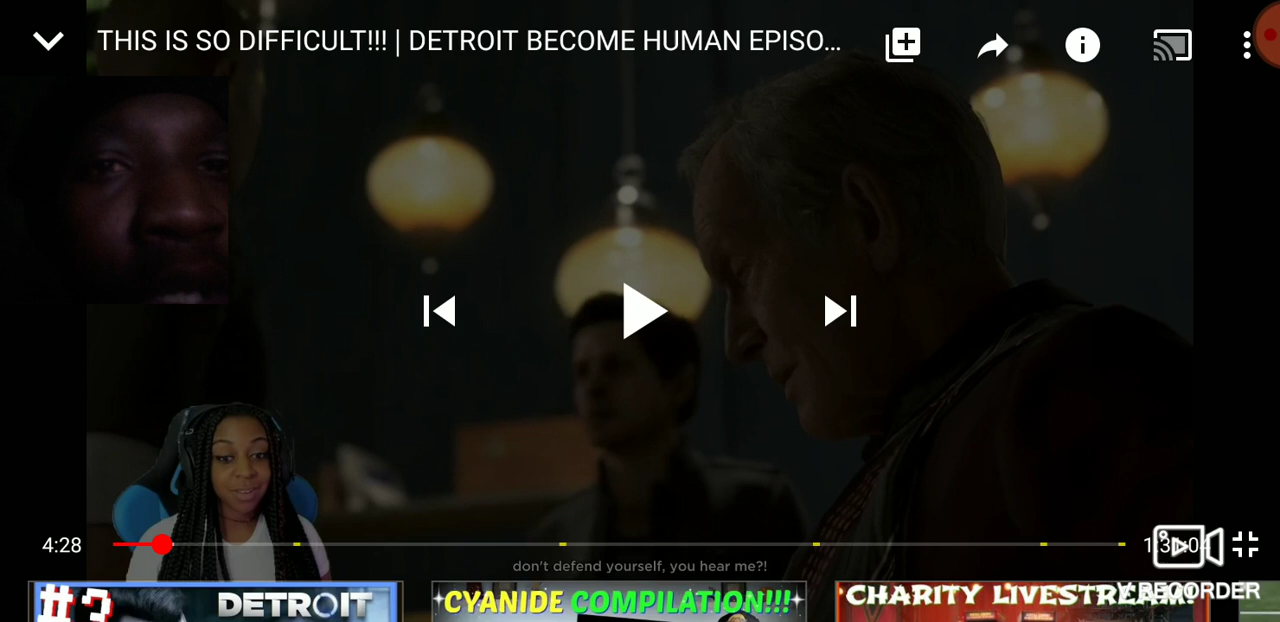 THIS IS SO DIFFICULT!!! | DETROIT BECOME HUMAN EPISO...
4:28
don't defend yourself, you hear me?!
#3
DETROIT
CYANIDE COMPILATION!!!
CHARITY LIVESTREAM!
RECORDER